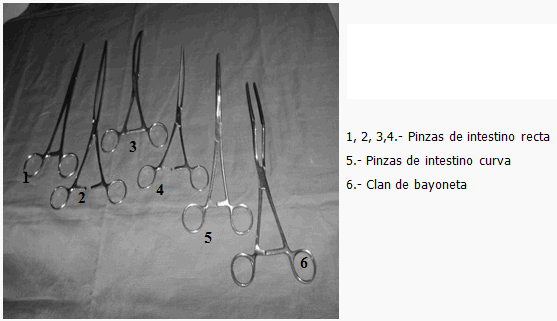 1
2
3
4
5
6
1, 2, 3,4.- Pinzas de intestino recta
5.- Pinzas de intestino curva
6.- Clan de bayoneta